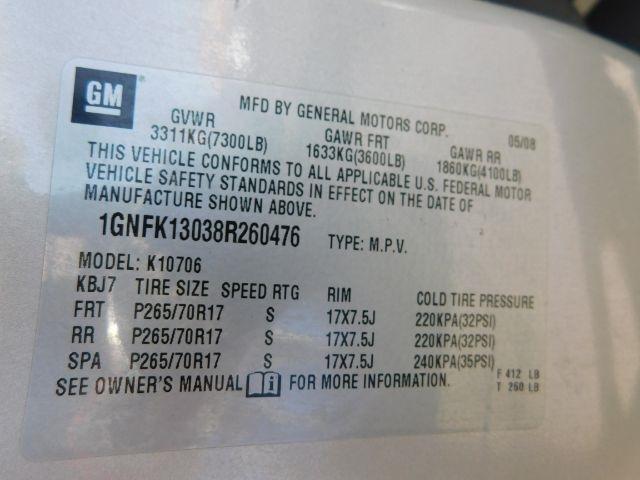 GM
MFD BY GENERAL MOTORS CORP. 05/08
GVWR GAWR FRT GAWR RR
3311KG(7300LB) 1633KG(3600LB) 1860KG(4100LB)
THIS VEHICLE CONFORMS TO ALL APPLICABLE U.S. FEDERAL MOTOR
VEHICLE SAFETY STANDARDS IN EFFECT ON THE DATE OF
MANUFACTURE SHOWN ABOVE.
1GNFK13038R260476 TYPE: M.P.V.
MODEL: K10706
KBJ7 TIRE SIZE SPEED RTG RIM COLD TIRE PRESSURE
FRT P265/70R17 S 17X7.5J 220KPA(32PSI)
RR P265/70R17 S 17X7.5J 220KPA(32PSI)
SPA P265/70R17 S 17X7.5J 240KPA(35PSI)
F 412 LB
T 260 LB
SEE OWNER'S MANUAL FOR MORE INFORMATION.